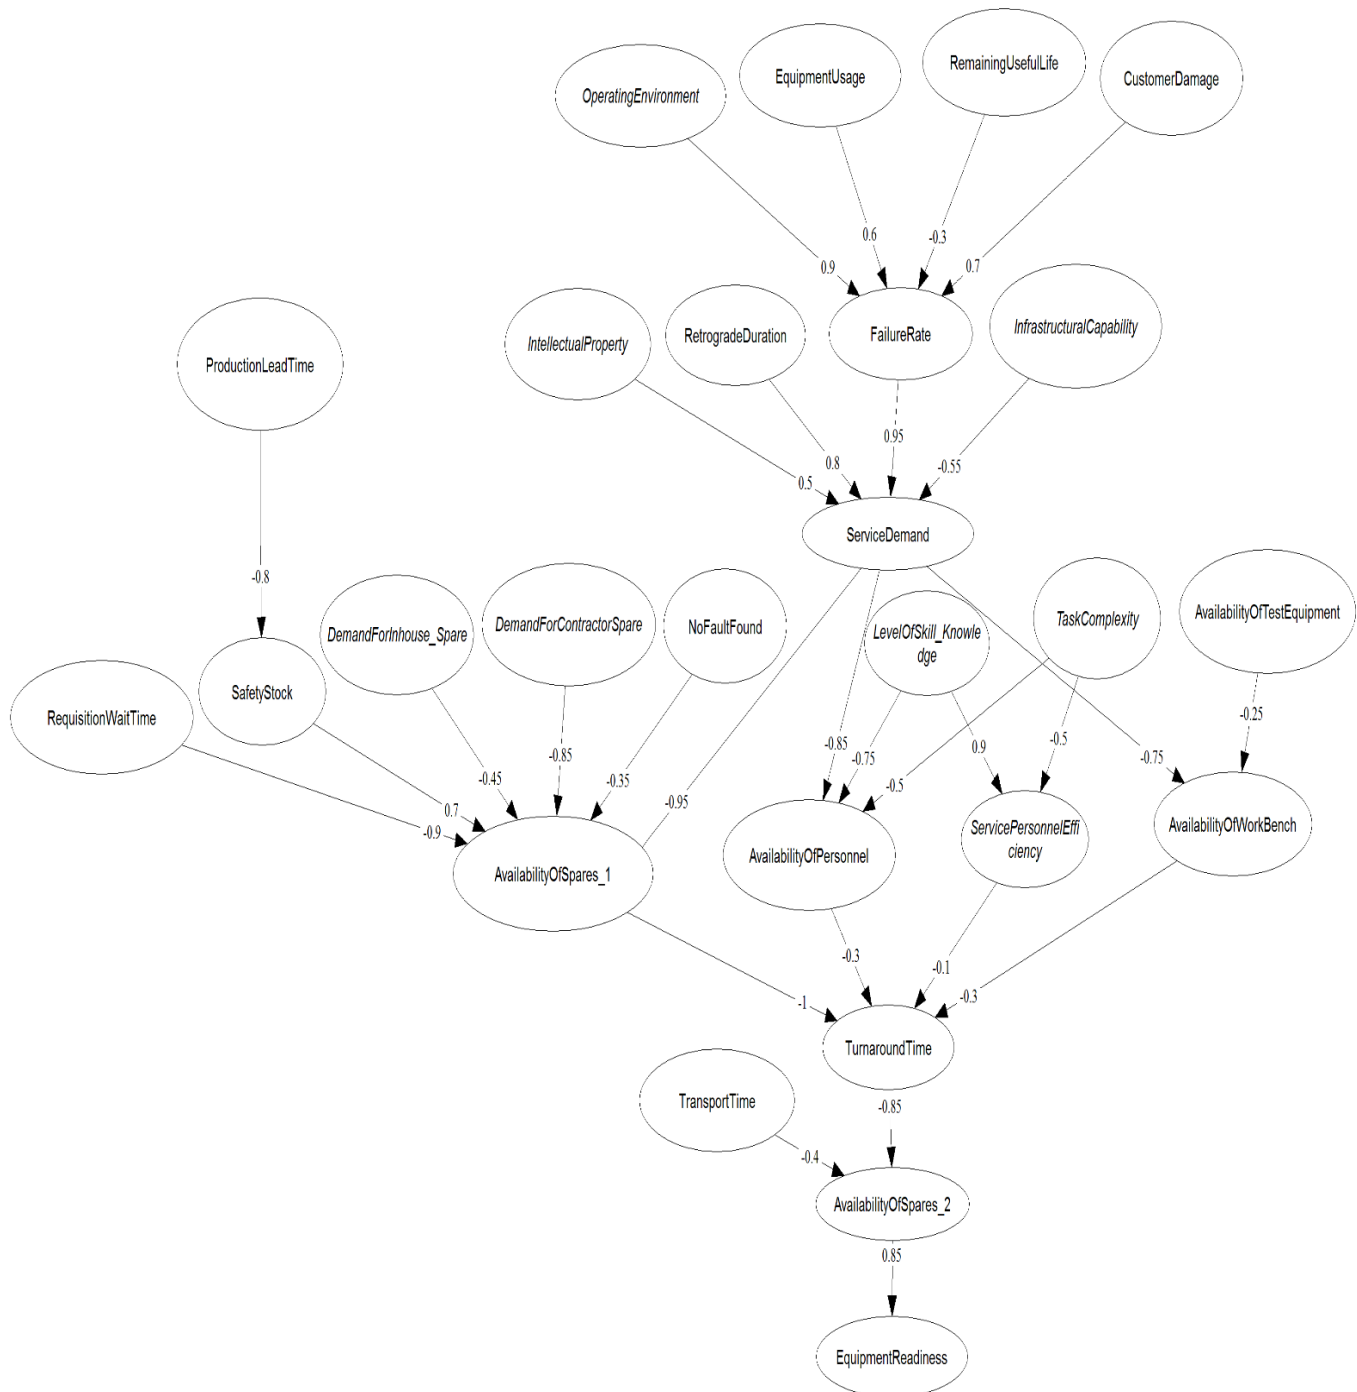 RemainingUsefulLife
EquipmentUsage
CustomerDamage
OperatingEnvironment
0.6
-0.3
0.9
0.7
InfrastructuralCapability
FailureRate
RetrogradeDuration
IntellectualProperty
ProductionLeadTime
0.95
0.8
-0.55
0.5
ServiceDemand
-0.8
AvailabilityOfTestEquipment
TaskComplexity
DemandForContractorSpare
NoFaultFound
LevelOfSkill_Knowle
dge
DemandForInhouse_Spare
SafetyStock
RequisitionWaitTime
-0.25
-0.5
-0.85
0.9
-0.85
-0.75
-0.75
-0.45
-0.35
-0.5
-0.95
0.7
-0.9
AvailabilityOfWorkBench
ServicePersonnelEffi
ciency
AvailabilityOfPersonnel
AvailabilityOfSpares_1
-0.3
-0.1
-0.3
-1
TurnaroundTime
TransportTime
-0.85
-0.4
AvailabilityOfSpares_2
0.85
EquipmentReadiness